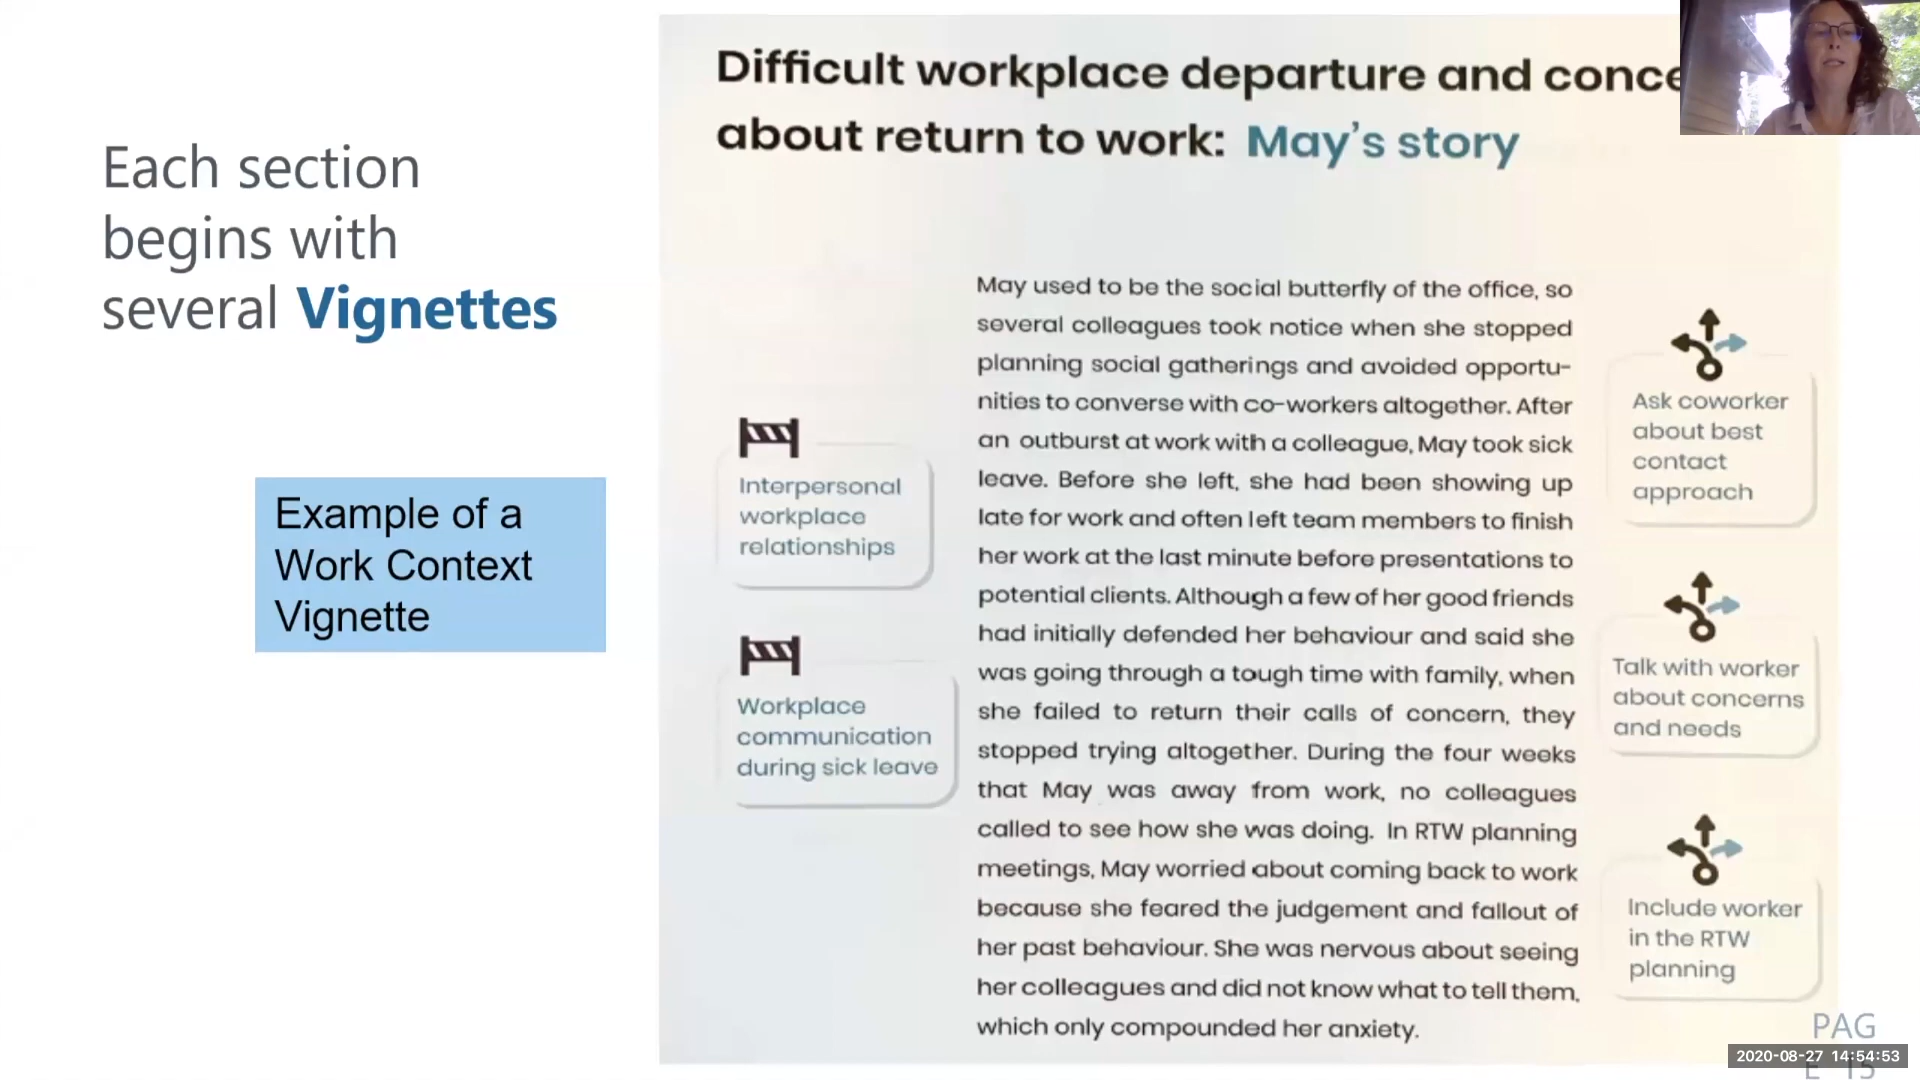 Each section
begins with
several Vignettes
Example of a
Work Context
Vignette
Difficult workplace departure and conce
about return to work: May's story
Interpersonal
workplace
relationships
Workplace
communication
during sick leave
May used to be the social butterfly of the office, so
several colleagues took notice when she stopped
planning social gatherings and avoided opportu-
nities to converse with co-workers altogether. After
an outburst at work with a colleague, May took sick
leave. Before she left, she had been showing up
late for work and often left team members to finish
her work at the last minute before presentations to
potential clients. Although a few of her good friends
had initially defended her behaviour and said she
was going through a tough time with family, when
she failed to return their calls of concern, they
stopped trying altogether. During the four weeks
that May was away from work, no colleagues
called to see how she was doing. In RTW planning
meetings, May worried about coming back to work
because she feared the judgement and fallout of
her past behaviour. She was nervous about seeing
her colleagues and did not know what to tell them,
which only compounded her anxiety.
Ask coworker
about best
contact
approach
Talk with worker
about concerns
and needs
Include worker
in the RTW
planning
PAG
E 15
2020-08-27 14:54:53